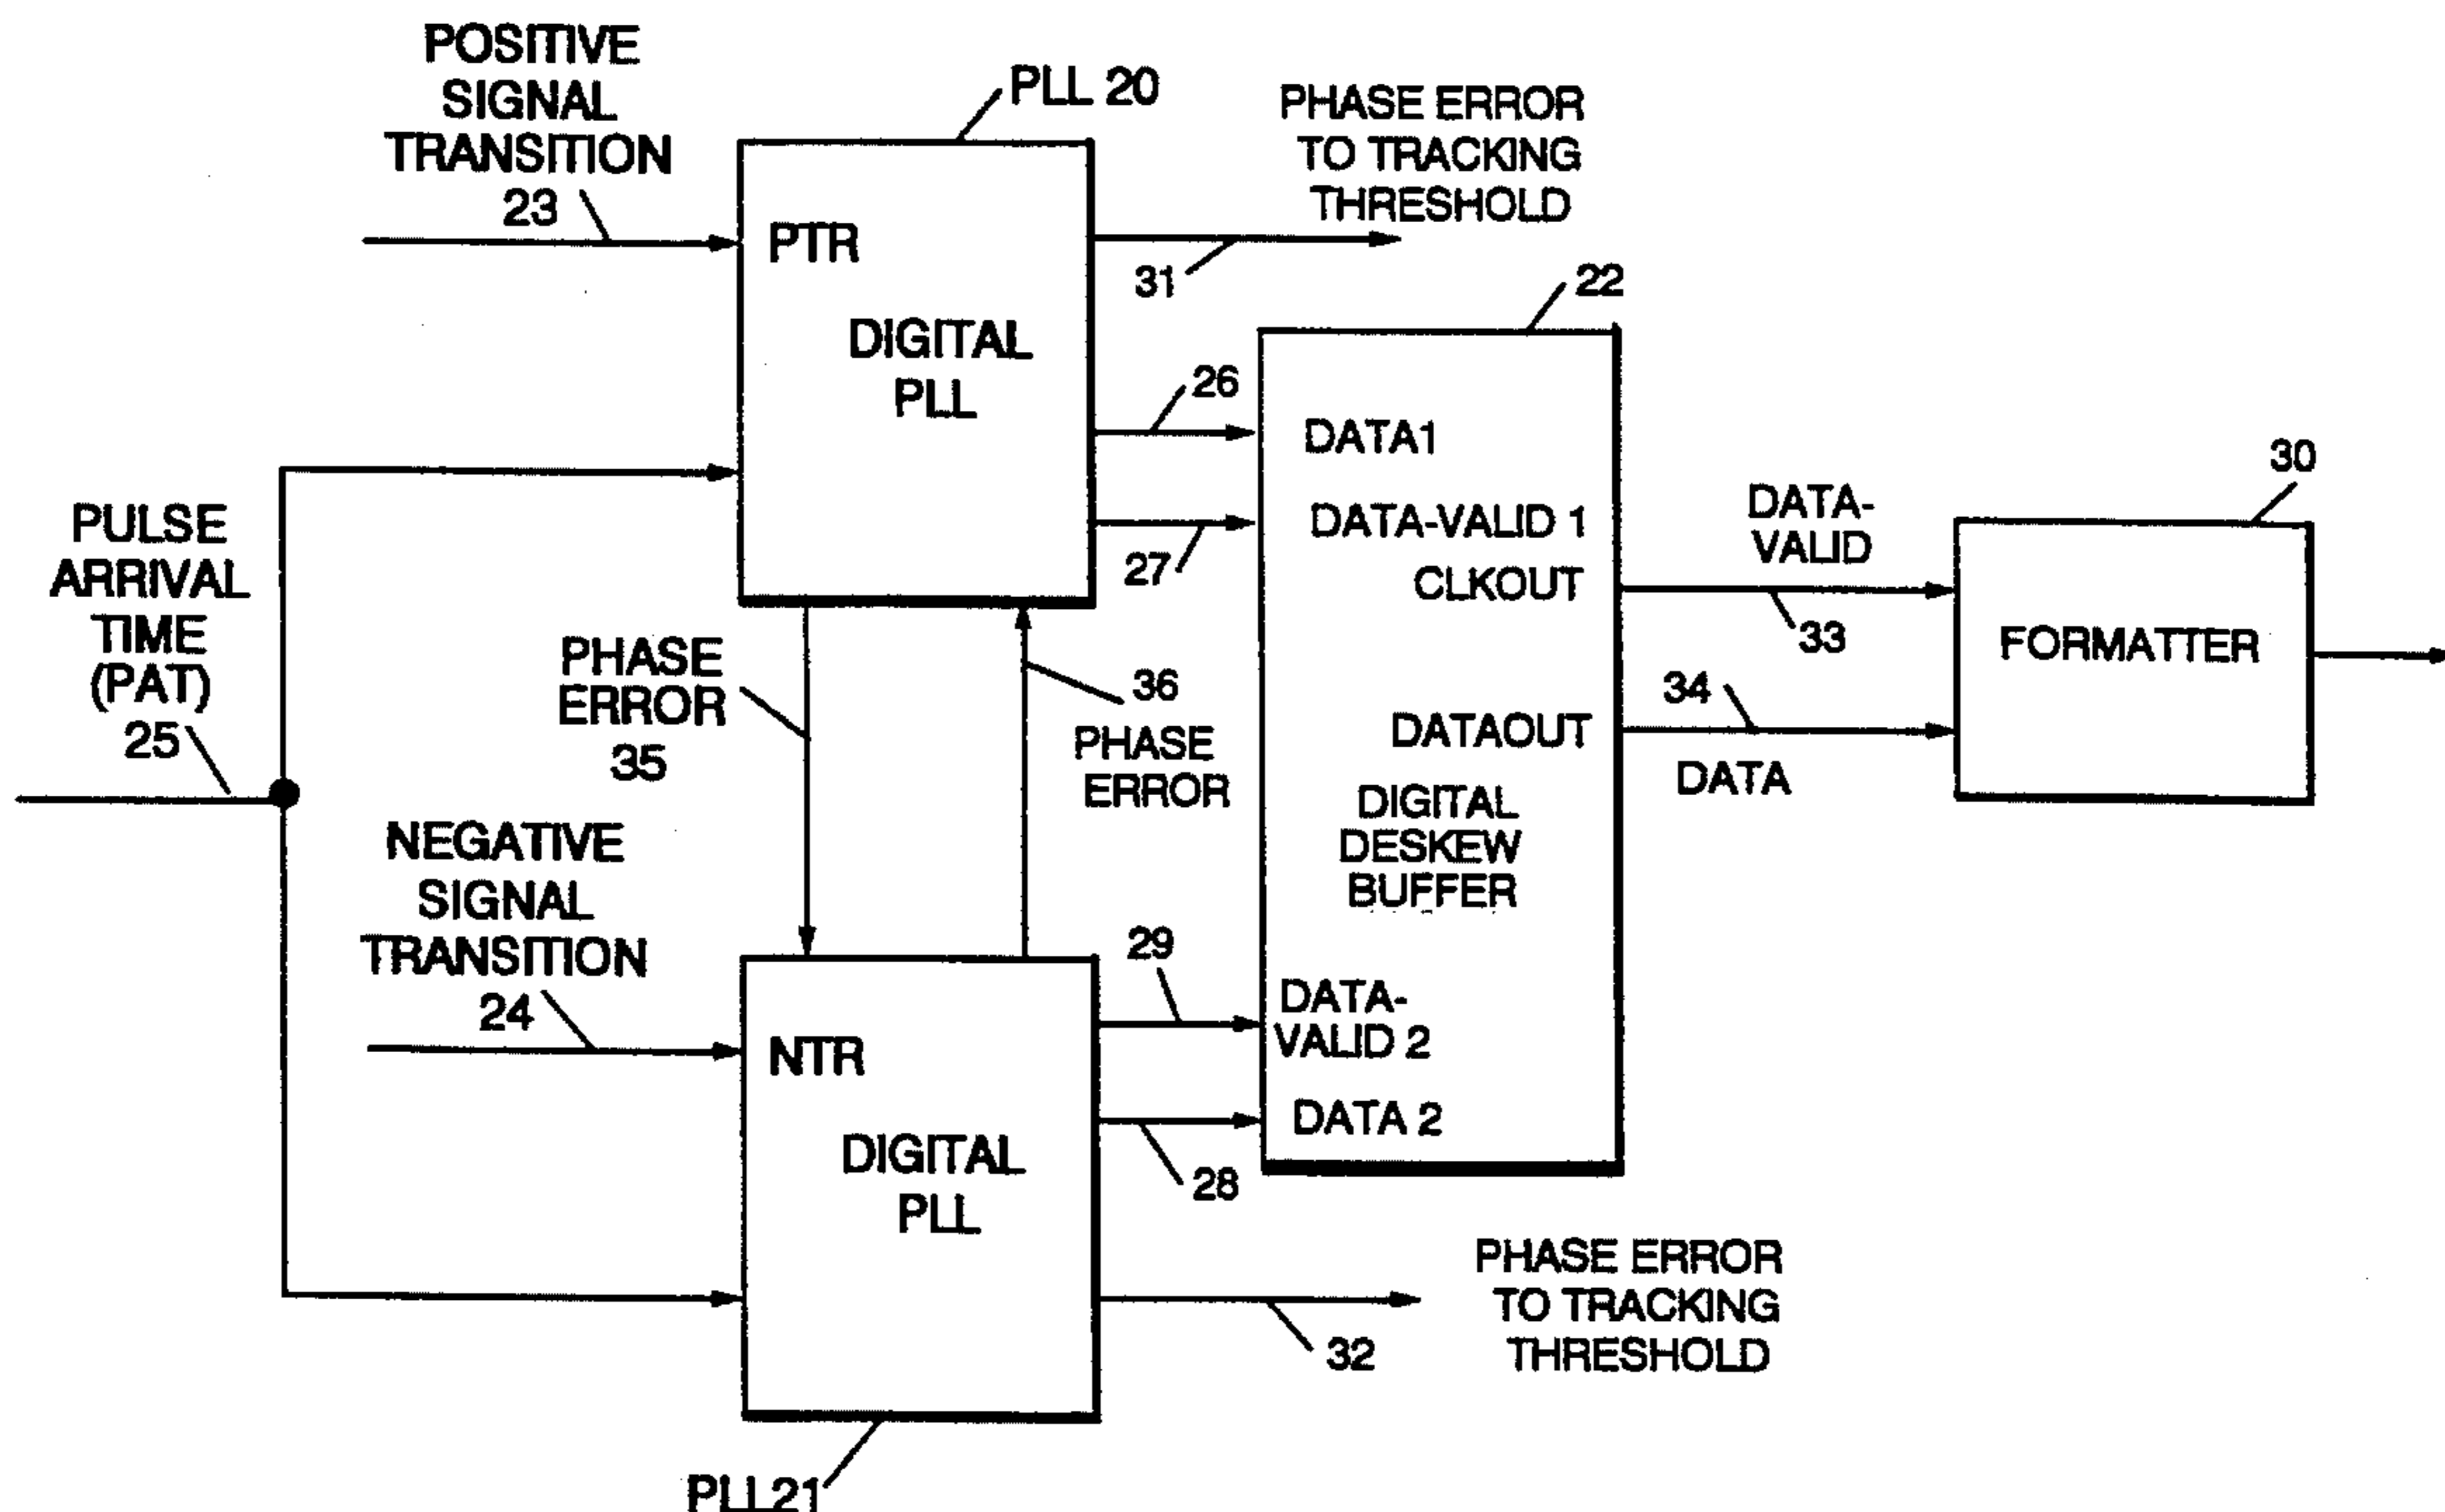 POSITIVE
SIGNAL
TRANSITION
23
PLL 20
PTR
DIGITAL
PLL
PHASE ERROR
TO TRACKING
THRESHOLD
31
22
26
27
DATA1
DATA-VALID 1
CLKOUT
DATAOUT
DIGITAL
DESKEW
BUFFER
DATA-
VALID 2
DATA 2
DATA-
VALID
33
34
DATA
30
FORMATTER
PULSE
ARRIVAL
TIME
(PAT)
25
PHASE
ERROR
35
36
PHASE
ERROR
NEGATIVE
SIGNAL
TRANSITION
24
NTR
DIGITAL
PLL
29
28
PHASE ERROR
TO TRACKING
THRESHOLD
32
PLL21